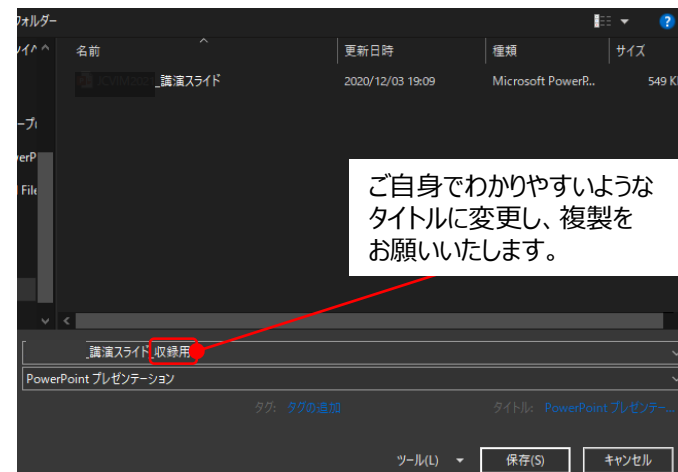 フォルダー
名前 更新日時 種類 サイズ
_講演スライド 2020/12/03 19:09 Microsoft PowerP... 549 K
ープ
erP
File
ご自身でわかりやすいような
タイトルに変更し、複製を
お願いいたします。
_講演スライド_収録用
PowerPoint プレゼンテーション
タグ: タグの追加 タイトル: PowerPoint プレゼンテー...
ツール(L) 保存(S) キャンセル